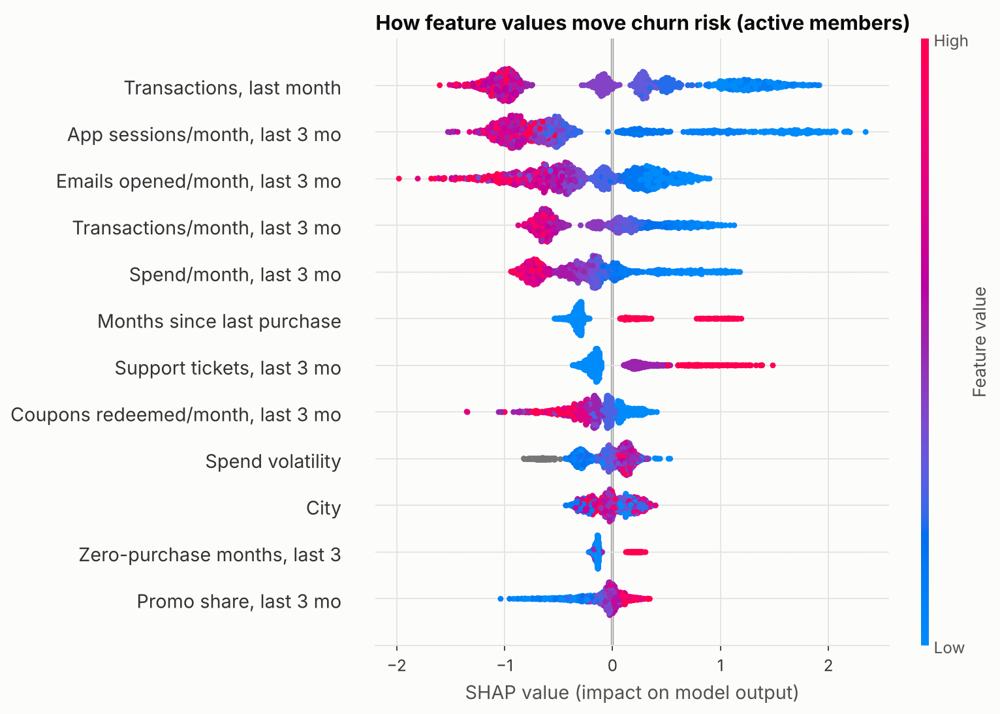 How feature values move churn risk (active members)
High
Transactions, last month
App sessions/month, last 3 mo
Emails opened/month, last 3 mo
Transactions/month, last 3 mo
Spend/month, last 3 mo
Months since last purchase
Support tickets, last 3 mo
Coupons redeemed/month, last 3 mo
Spend volatility
City
Zero-purchase months, last 3
Promo share, last 3 mo
Feature value
Low
−2 −1 0 1 2
SHAP value (impact on model output)